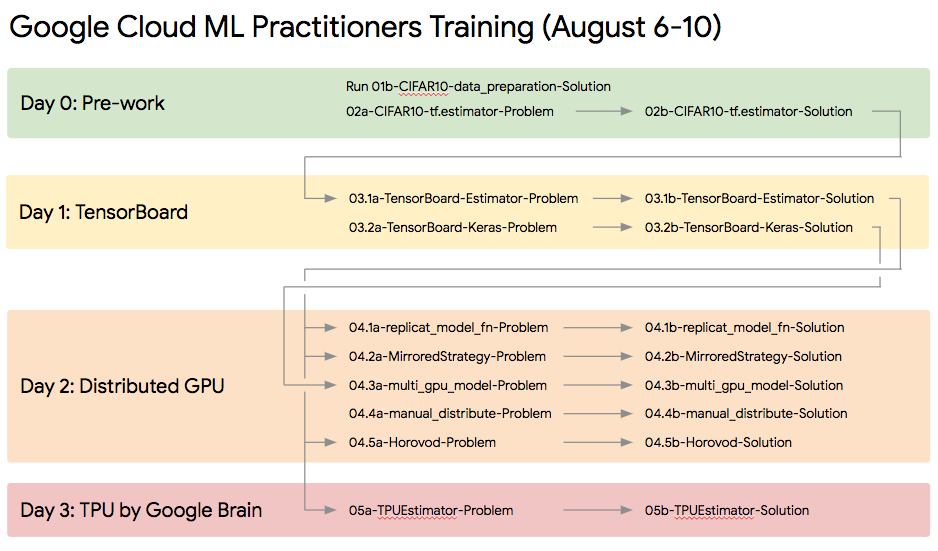 Google Cloud ML Practitioners Training (August 6-10)
Day 0: Pre-work
Run 01b-CIFAR10-data_preparation-Solution
02a-CIFAR10-tf.estimator-Problem 02b-CIFAR10-tf.estimator-Solution
Day 1: TensorBoard
03.1a-TensorBoard-Estimator-Problem 03.1b-TensorBoard-Estimator-Solution
03.2a-TensorBoard-Keras-Problem 03.2b-TensorBoard-Keras-Solution
Day 2: Distributed GPU
04.1a-replicat_model_fn-Problem 04.1b-replicat_model_fn-Solution
04.2a-MirroredStrategy-Problem 04.2b-MirroredStrategy-Solution
04.3a-multi_gpu_model-Problem 04.3b-multi_gpu_model-Solution
04.4a-manual_distribute-Problem 04.4b-manual_distribute-Solution
04.5a-Horovod-Problem 04.5b-Horovod-Solution
Day 3: TPU by Google Brain
05a-TPUEstimator-Problem 05b-TPUEstimator-Solution